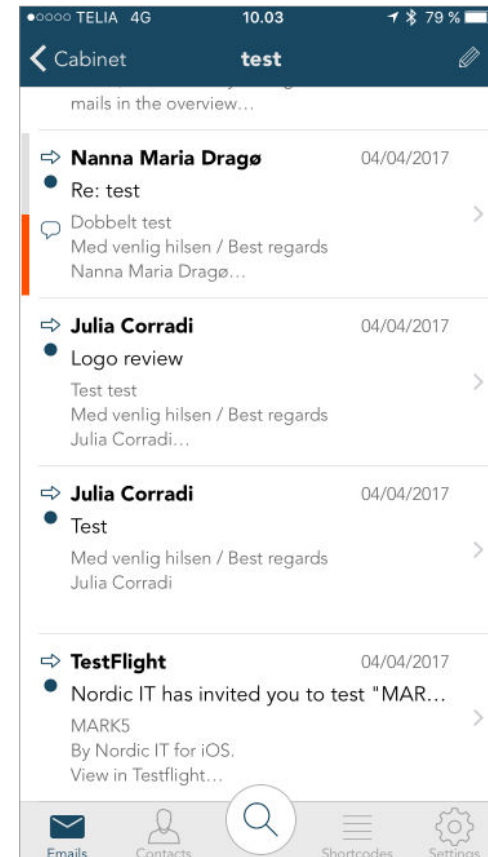 TELIA 4G 10.03 79 %
Cabinet test
mails in the overview…
Nanna Maria Dragø 04/04/2017
Re: test
Dobbelt test
Med venlig hilsen / Best regards
Nanna Maria Dragø…
Julia Corradi 04/04/2017
Logo review
Test test
Med venlig hilsen / Best regards
Julia Corradi…
Julia Corradi 04/04/2017
Test
Med venlig hilsen / Best regards
Julia Corradi
TestFlight 04/04/2017
Nordic IT has invited you to test "MAR…
MARK5
By Nordic IT for iOS.
View in Testflight…
Emails Contacts Shortcodes Settings